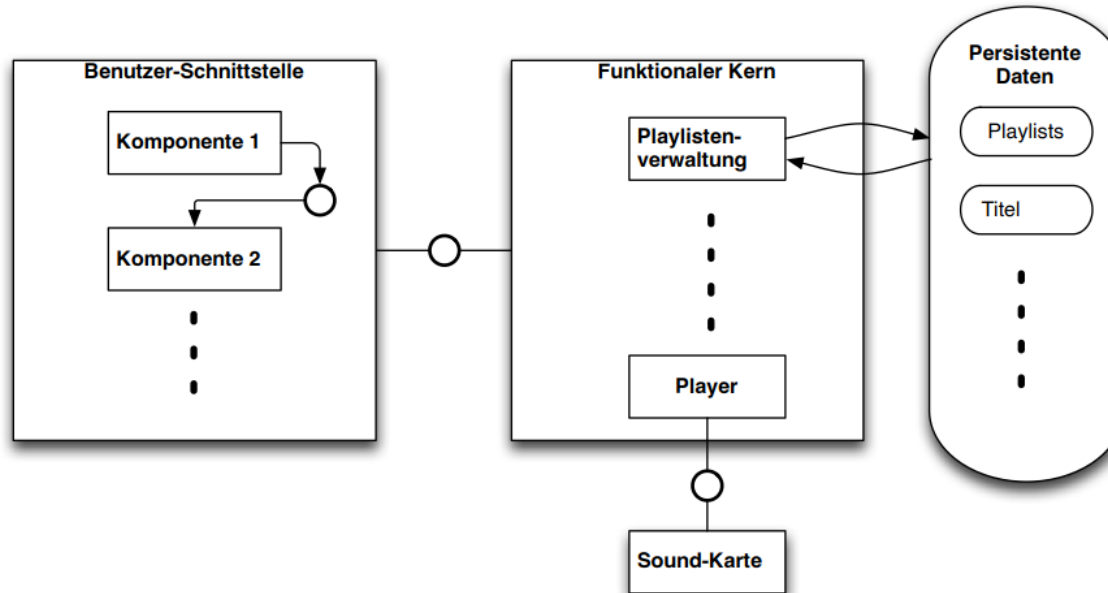 Benutzer-Schnittstelle
Komponente 1
Komponente 2
Funktionaler Kern
Playlisten-
verwaltung
Player
Sound-Karte
Persistente
Daten
Playlists
Titel